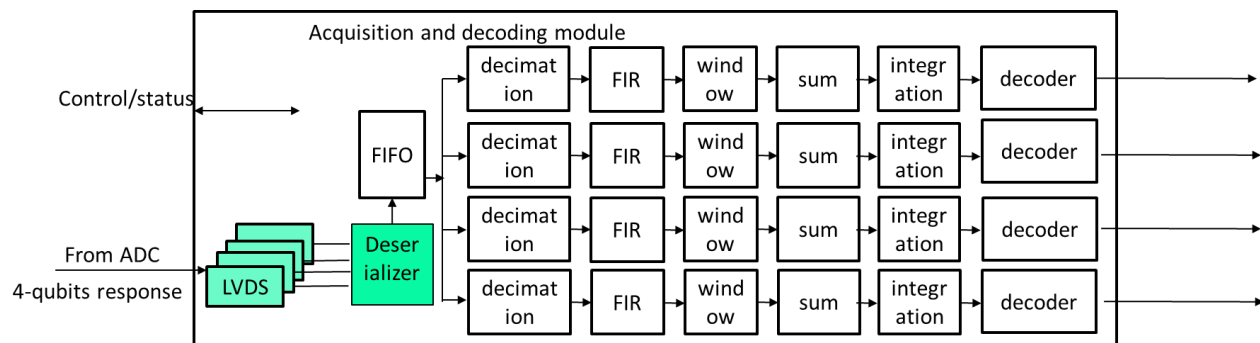 Acquisition and decoding module
decimat
ion
FIR
wind
ow
sum
integr
ation
decoder
Control/status
FIFO
decimat
ion
FIR
wind
ow
sum
integr
ation
decoder
decimat
ion
FIR
wind
ow
sum
integr
ation
decoder
From ADC
4-qubits response
LVDS
Deser
ializer
decimat
ion
FIR
wind
ow
sum
integr
ation
decoder